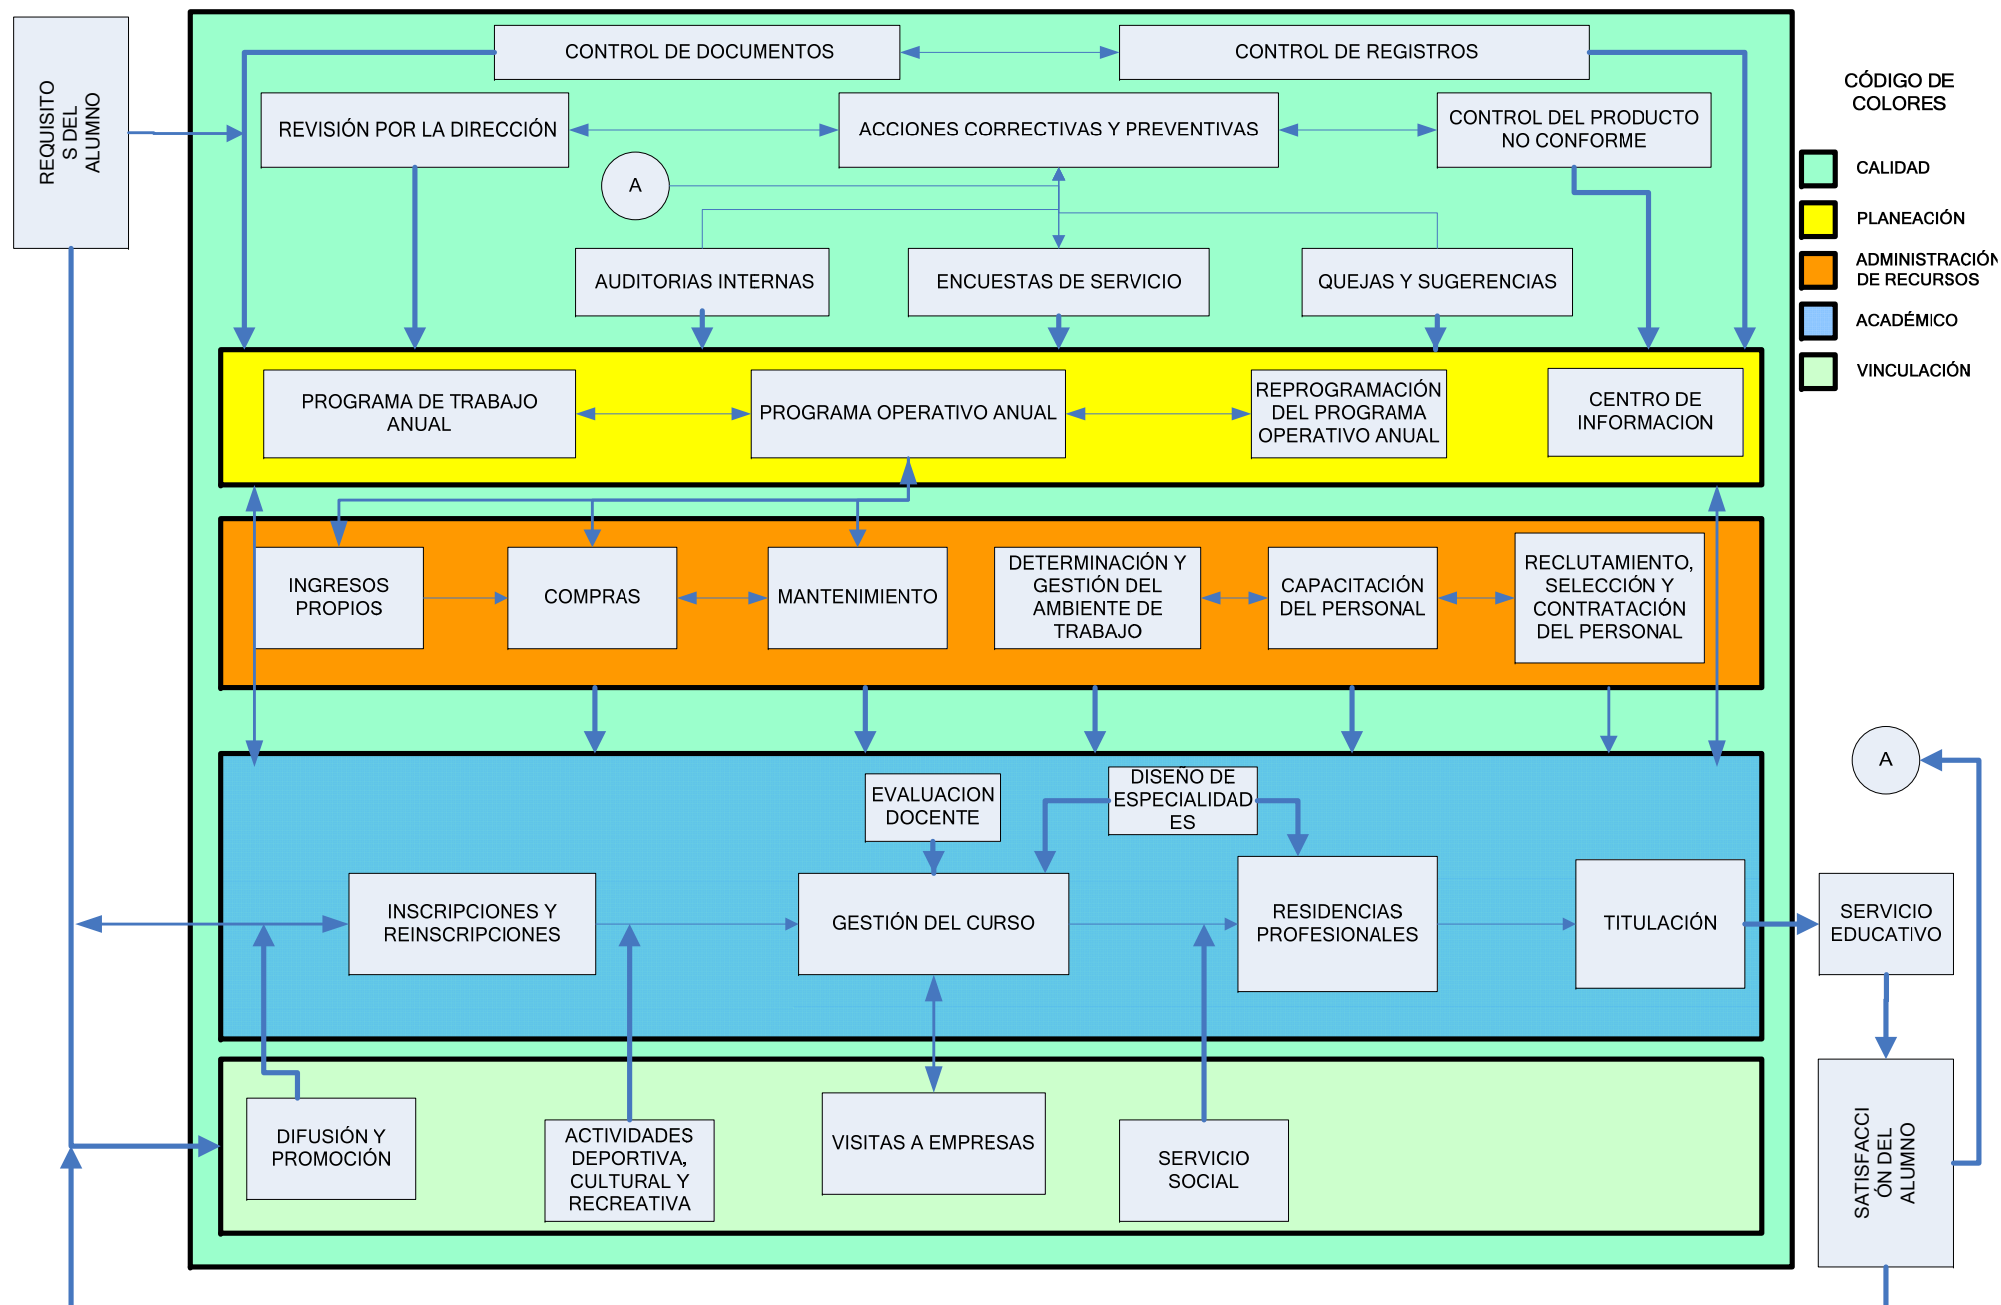 REQUISITO
S DEL
ALUMNO
CONTROL DE DOCUMENTOS
CONTROL DE REGISTROS
REVISIÓN POR LA DIRECCIÓN
ACCIONES CORRECTIVAS Y PREVENTIVAS
CONTROL DEL PRODUCTO
NO CONFORME
A
AUDITORIAS INTERNAS
ENCUESTAS DE SERVICIO
QUEJAS Y SUGERENCIAS
CÓDIGO DE
COLORES
CALIDAD
PLANEACIÓN
ADMINISTRACIÓN
DE RECURSOS
ACADÉMICO
VINCULACIÓN
PROGRAMA DE TRABAJO
ANUAL
PROGRAMA OPERATIVO ANUAL
REPROGRAMACIÓN
DEL PROGRAMA
OPERATIVO ANUAL
CENTRO DE
INFORMACION
INGRESOS
PROPIOS
COMPRAS
MANTENIMIENTO
DETERMINACIÓN Y
GESTIÓN DEL
AMBIENTE DE
TRABAJO
CAPACITACIÓN
DEL PERSONAL
RECLUTAMIENTO,
SELECCIÓN Y
CONTRATACIÓN
DEL PERSONAL
EVALUACION
DOCENTE
DISEÑO DE
ESPECIALIDAD
ES
A
INSCRIPCIONES Y
REINSCRIPCIONES
GESTIÓN DEL CURSO
RESIDENCIAS
PROFESIONALES
TITULACIÓN
SERVICIO
EDUCATIVO
DIFUSIÓN Y
PROMOCIÓN
ACTIVIDADES
DEPORTIVA,
CULTURAL Y
RECREATIVA
VISITAS A EMPRESAS
SERVICIO
SOCIAL
SATISFACCI
ÓN DEL
ALUMNO